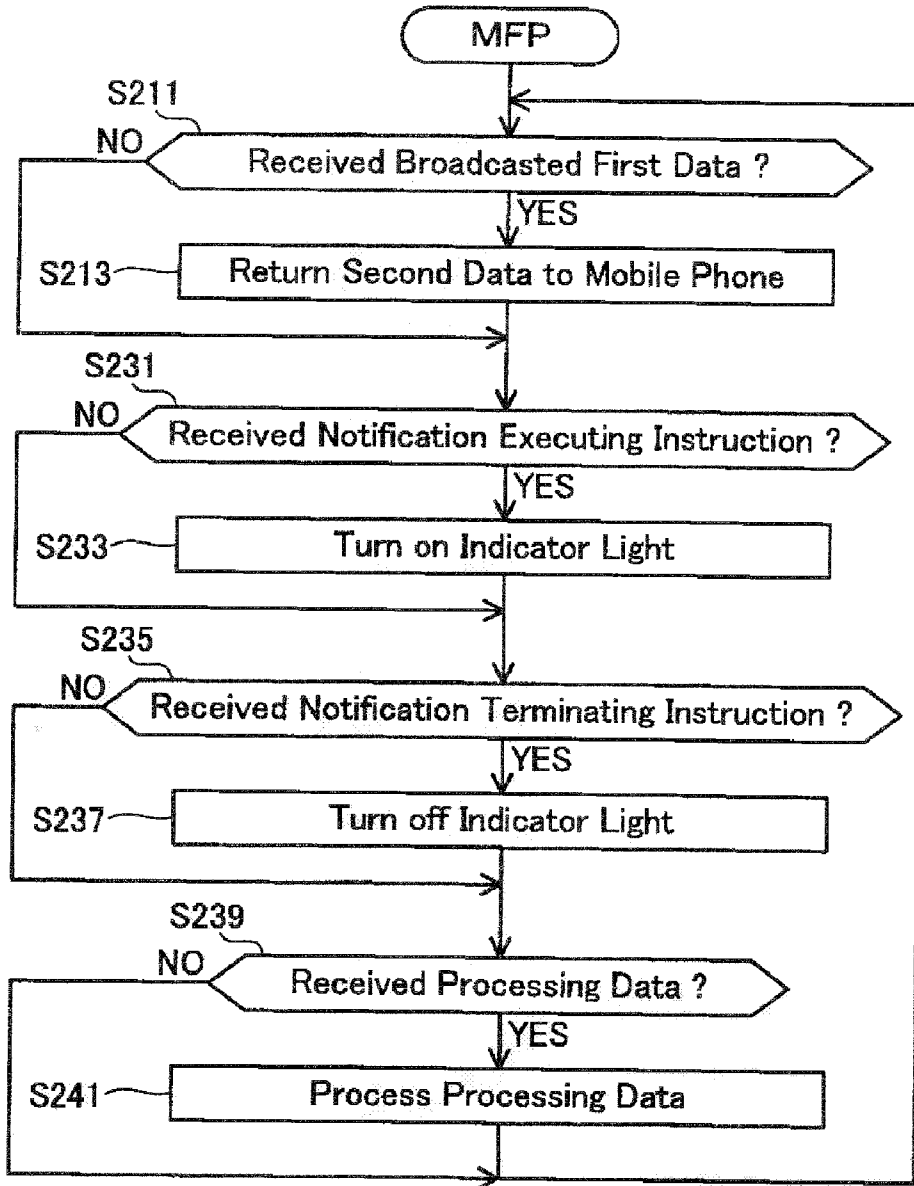 MFP
S211
NO
Received Broadcasted First Data ?
YES
S213
Return Second Data to Mobile Phone
S231
NO
Received Notification Executing Instruction ?
YES
S233
Turn on Indicator Light
S235
NO
Received Notification Terminating Instruction ?
YES
S237
Turn off Indicator Light
S239
NO
Received Processing Data ?
YES
S241
Process Processing Data